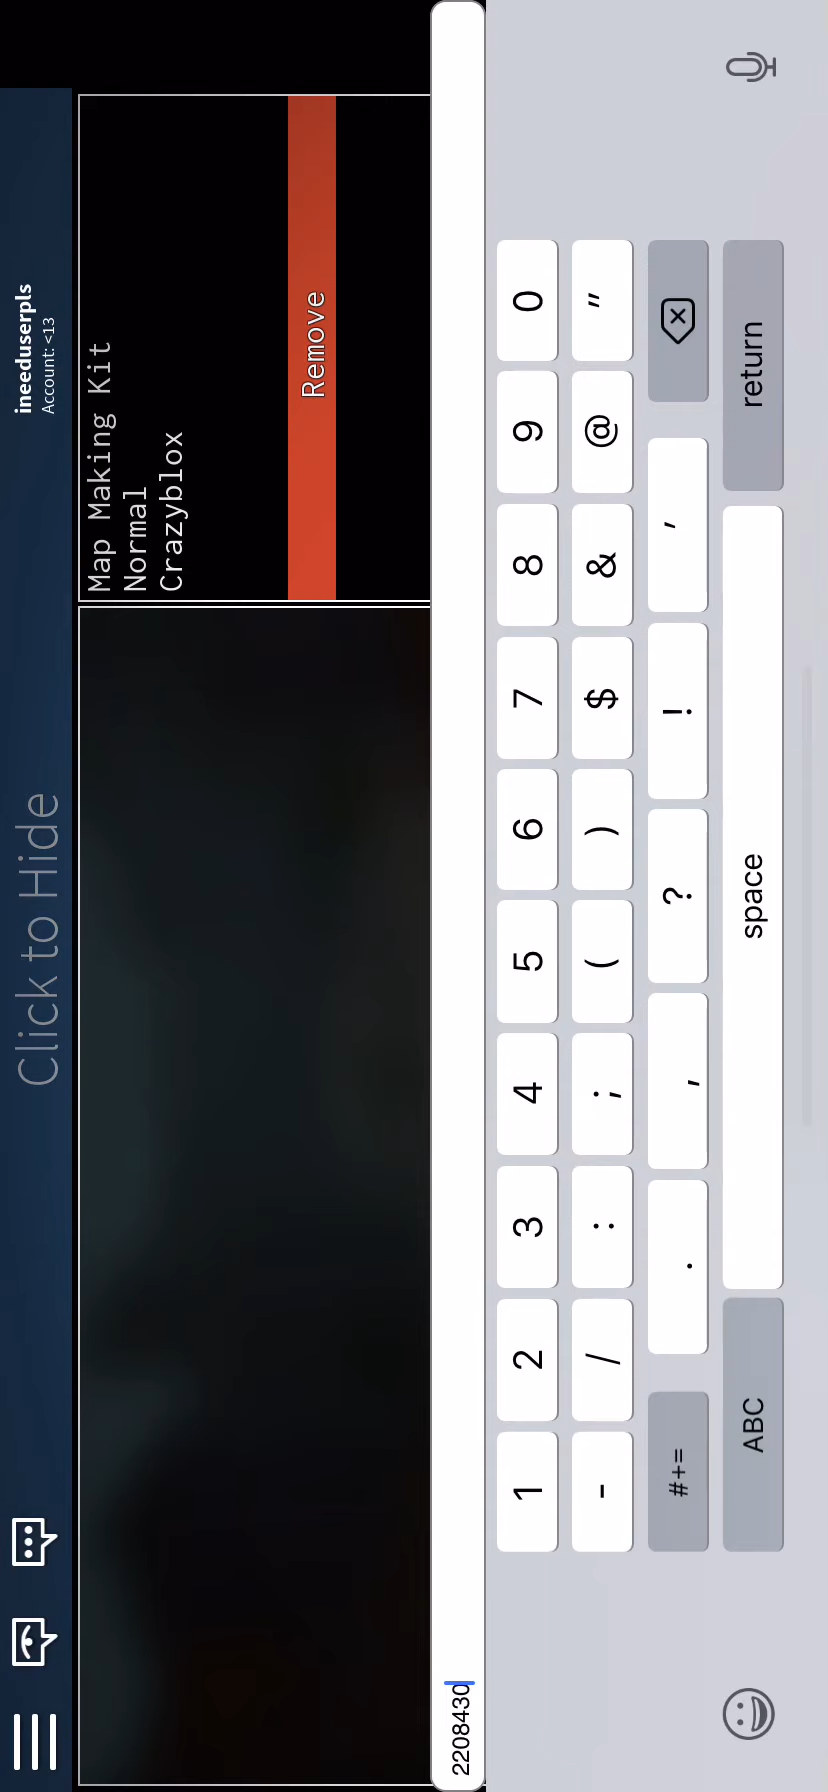 ineeduserpls
Account: <13
Click to Hide
Map Making Kit
Normal
Crazyblox
Remove
2208430
1 2 3 4 5 6 7 8 9 0
- / : ; ( ) $ & @ "
#+= . , ? ! '
ABC space return